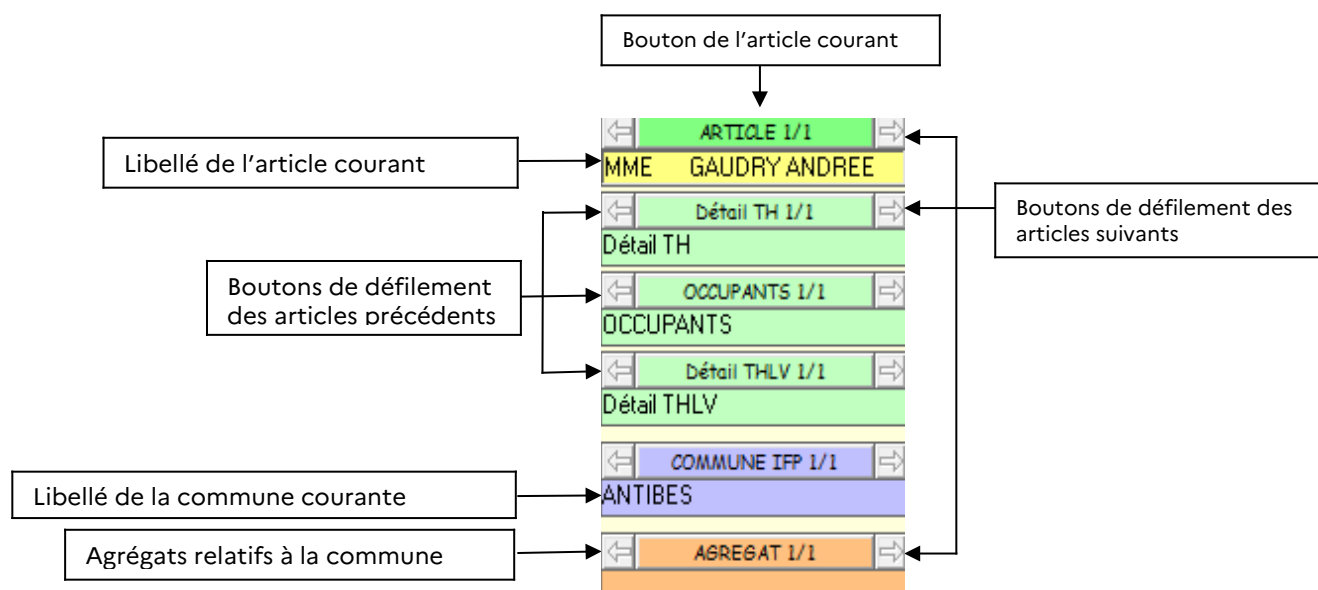 Bouton de l’article courant
ARTICLE 1/1
Libellé de l’article courant
MME GAUDRY ANDREE
Détail TH 1/1
Boutons de défilement des
articles suivants
Détail TH
Boutons de défilement
des articles précédents
OCCUPANTS 1/1
OCCUPANTS
Détail THLV 1/1
Détail THLV
COMMUNE IFP 1/1
Libellé de la commune courante
ANTIBES
Agrégats relatifs à la commune
AGREGAT 1/1